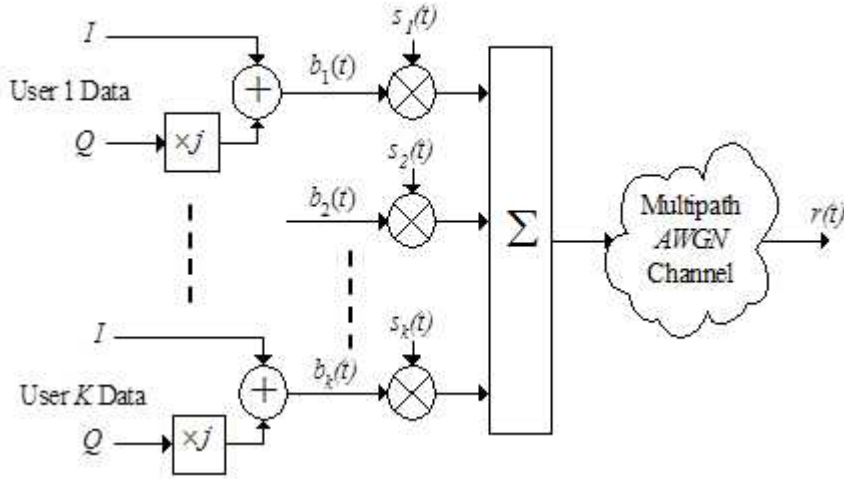 s₁(t)
I
b₁(t)
User 1 Data
+
Q
×j
s₂(t)
b₂(t)
Σ
Multipath
AWGN
Channel
r(t)
sₖ(t)
I
bₖ(t)
User K Data
+
Q
×j